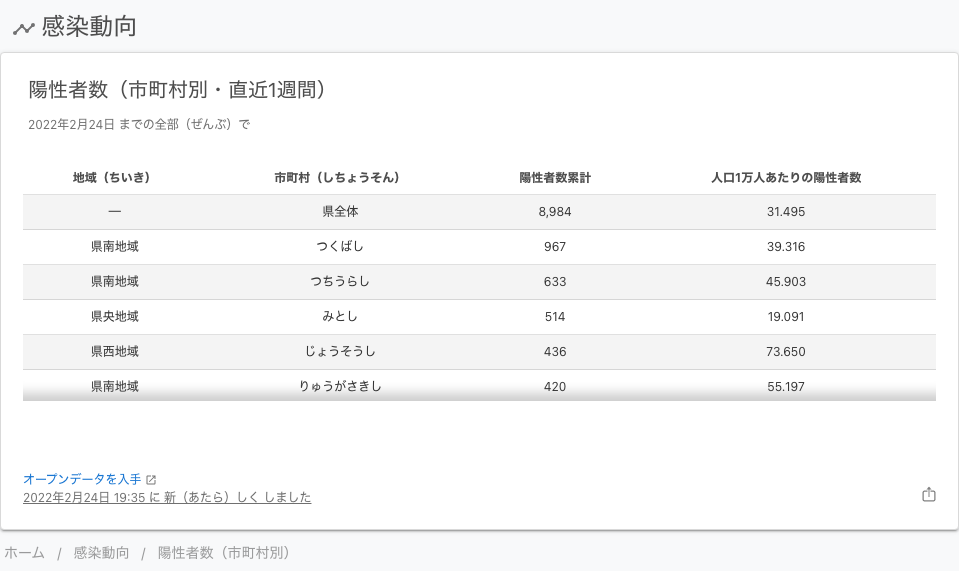 感染動向
陽性者数（市町村別・直近1週間）
2022年2月24日 までの全部（ぜんぶ）で
地域（ちいき） 市町村（しちょうそん） 陽性者数累計 人口1万人あたりの陽性者数
― 県全体 8,984 31.495
県南地域 つくばし 967 39.316
県南地域 つちうらし 633 45.903
県央地域 みとし 514 19.091
県西地域 じょうそうし 436 73.650
県南地域 りゅうがさきし 420 55.197
オープンデータを入手
2022年2月24日 19:35 に 新（あたら）しく しました
ホーム / 感染動向 / 陽性者数（市町村別）